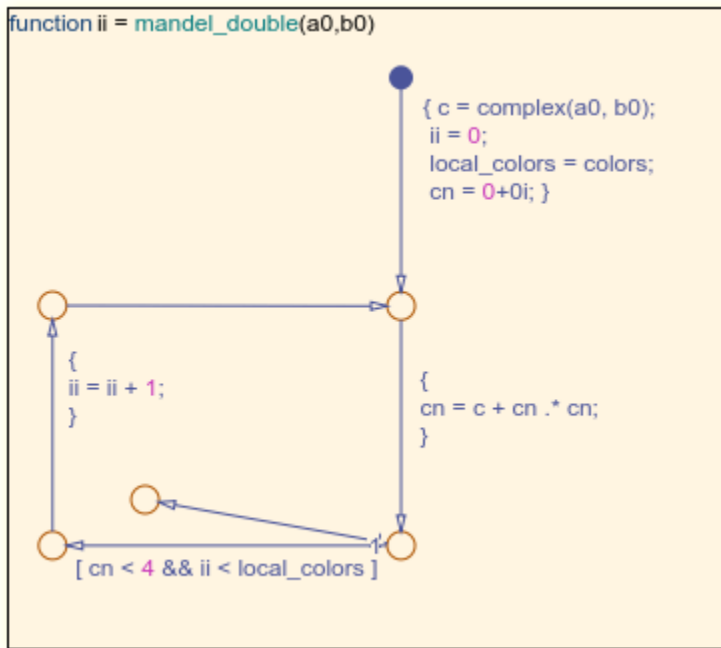 function ii = mandel_double(a0,b0)
{ c = complex(a0, b0);
ii = 0;
local_colors = colors;
cn = 0+0i; }
{
ii = ii + 1;
}
{
cn = c + cn .* cn;
}
[ cn < 4 && ii < local_colors ]